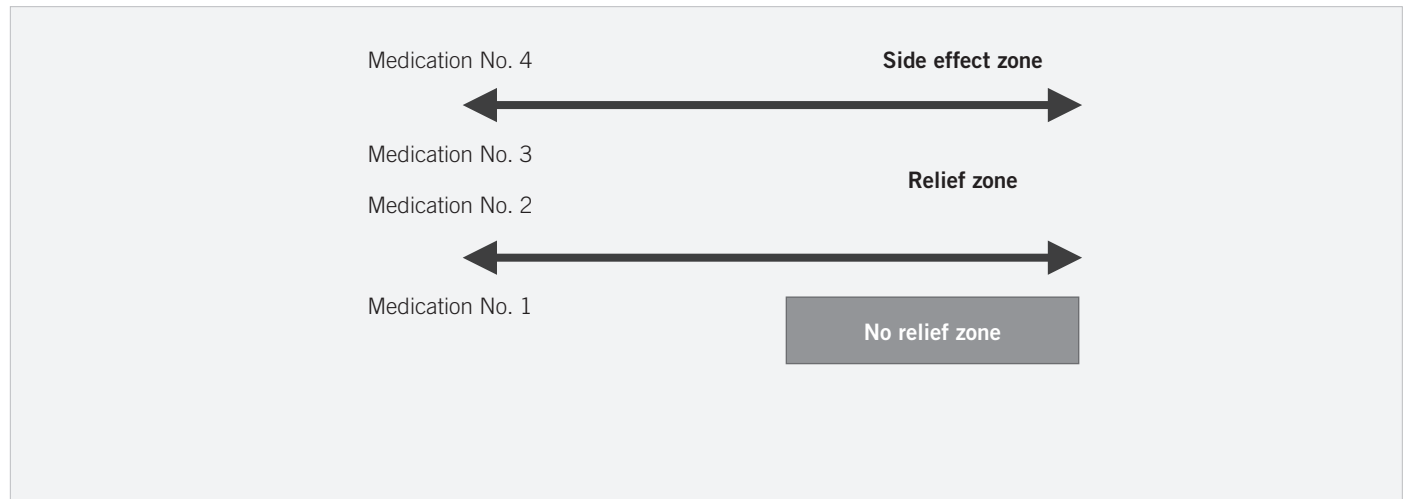 Medication No. 4 Side effect zone
Medication No. 3
Relief zone
Medication No. 2
Medication No. 1
No relief zone